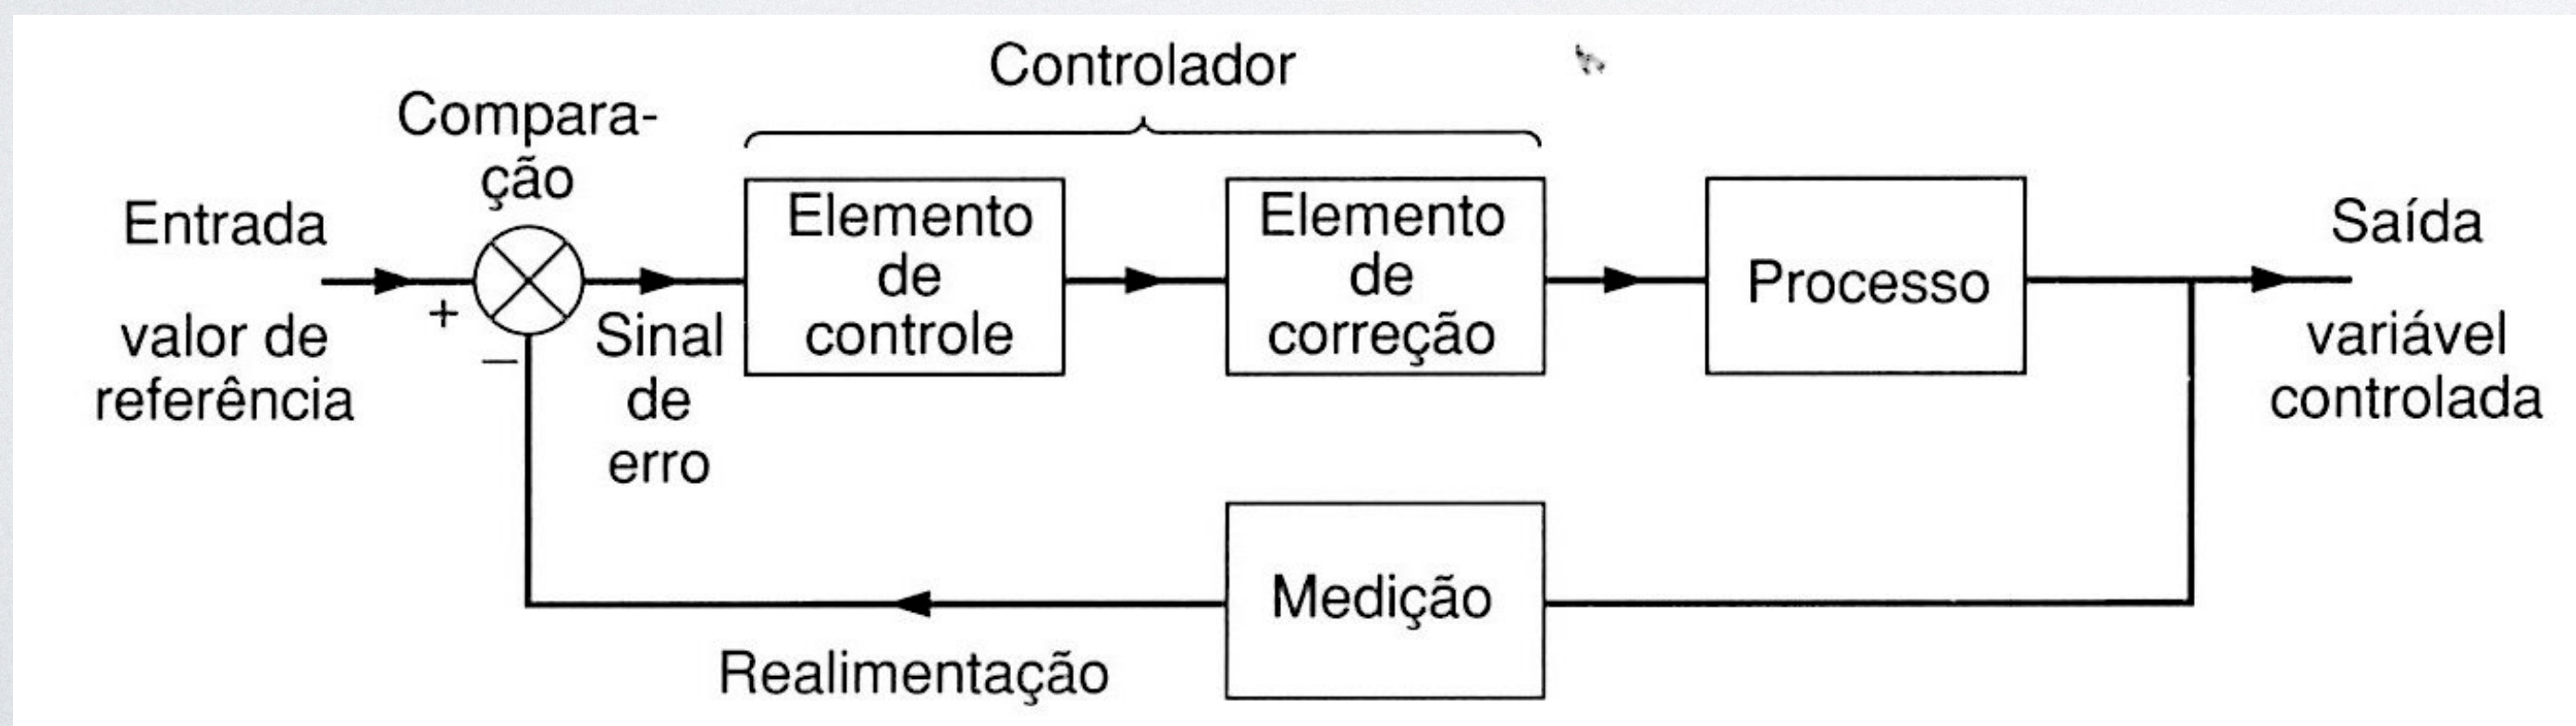 Controlador
Compara-
ção
Entrada
valor de
referência
+
–
Sinal
de
erro
Elemento
de
controle
Elemento
de
correção
Processo
Saída
variável
controlada
Medição
Realimentação